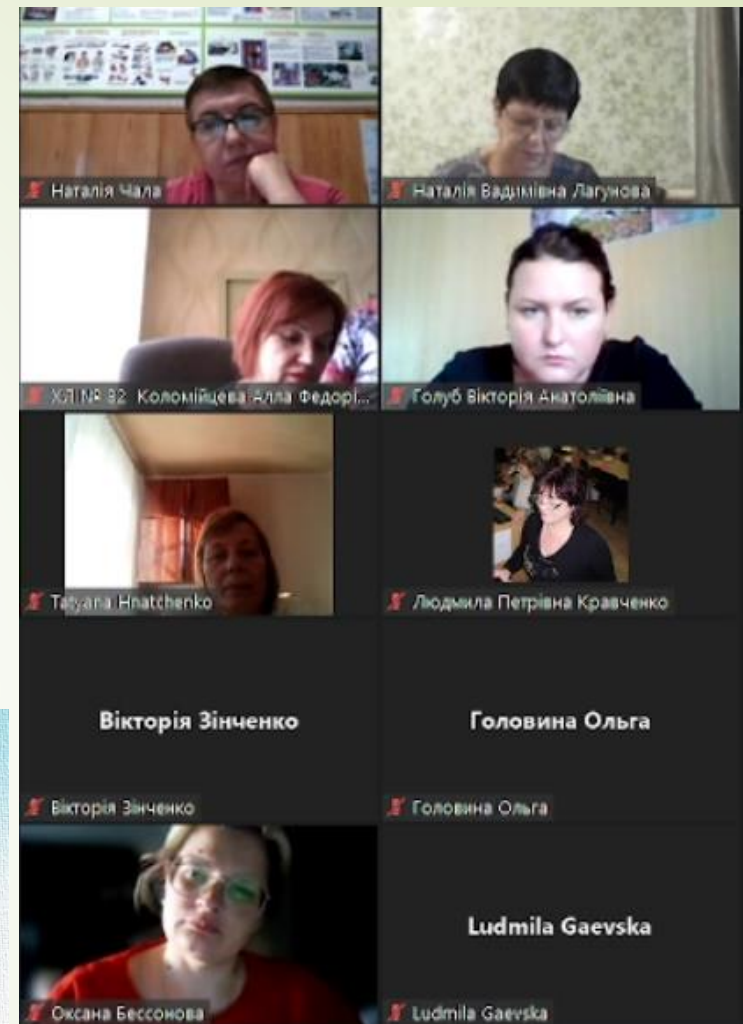 Наталія Чала
Наталія Вадимівна Лагунова
ХЛ № 82 Коломійцева Алла Федорі...
Голуб Вікторія Анатоліївна
Tatyana Hnatchenko
Людмила Петрівна Кравченко
Вікторія Зінченко
Головина Ольга
Вікторія Зінченко
Головина Ольга
Ludmila Gaevska
Оксана Бессонова
Ludmila Gaevska